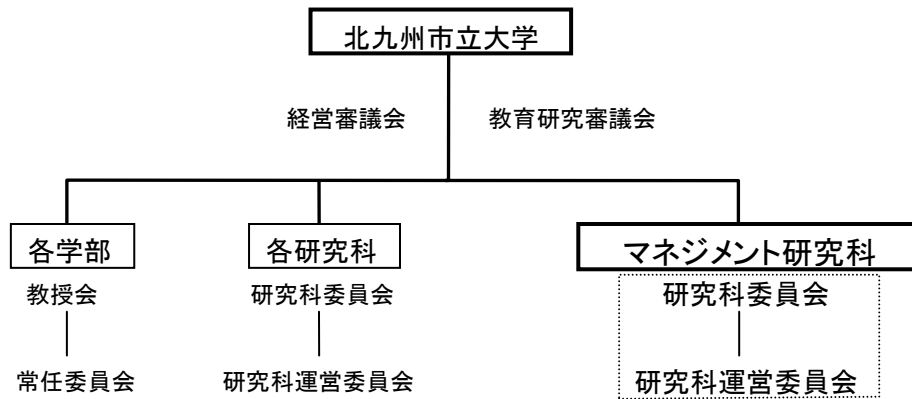 北九州市立大学
経営審議会 教育研究審議会
各学部 各研究科 マネジメント研究科
教授会 研究科委員会 研究科委員会
常任委員会 研究科運営委員会 研究科運営委員会